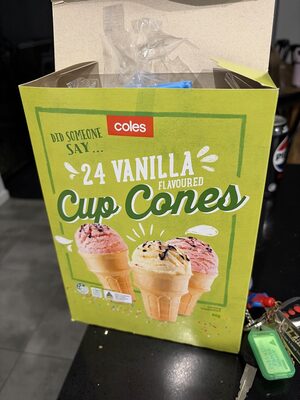 coles
DID SOMEONE
SAY...
24 VANILLA
FLAVOURED
Cup Cones